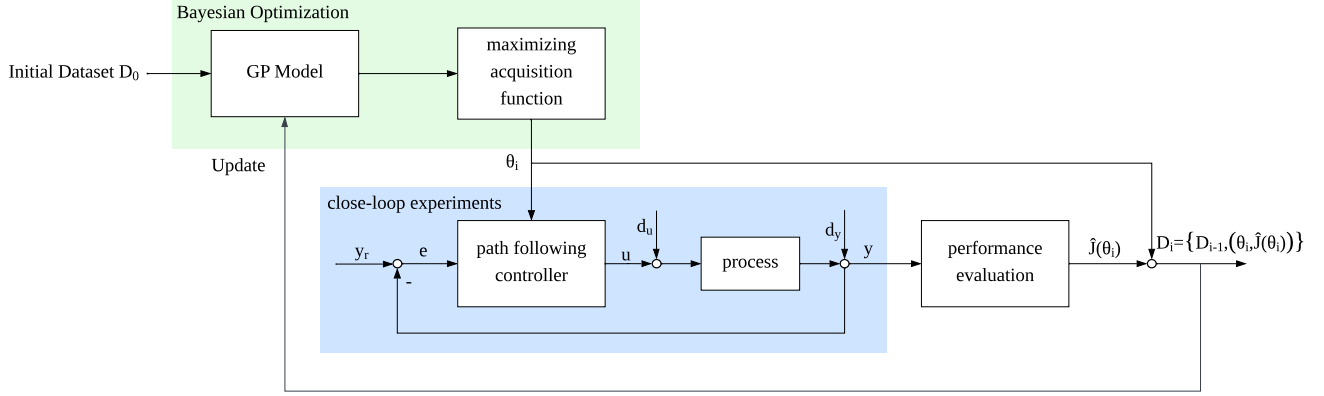 Bayesian Optimization
Initial Dataset D₀
GP Model
maximizing
acquisition
function
Update
θᵢ
close-loop experiments
yᵣ
e
-
path following
controller
u
dᵤ
process
d_y
y
performance
evaluation
Ĵ(θᵢ)
Dᵢ={Dᵢ₋₁,(θᵢ,Ĵ(θᵢ))}